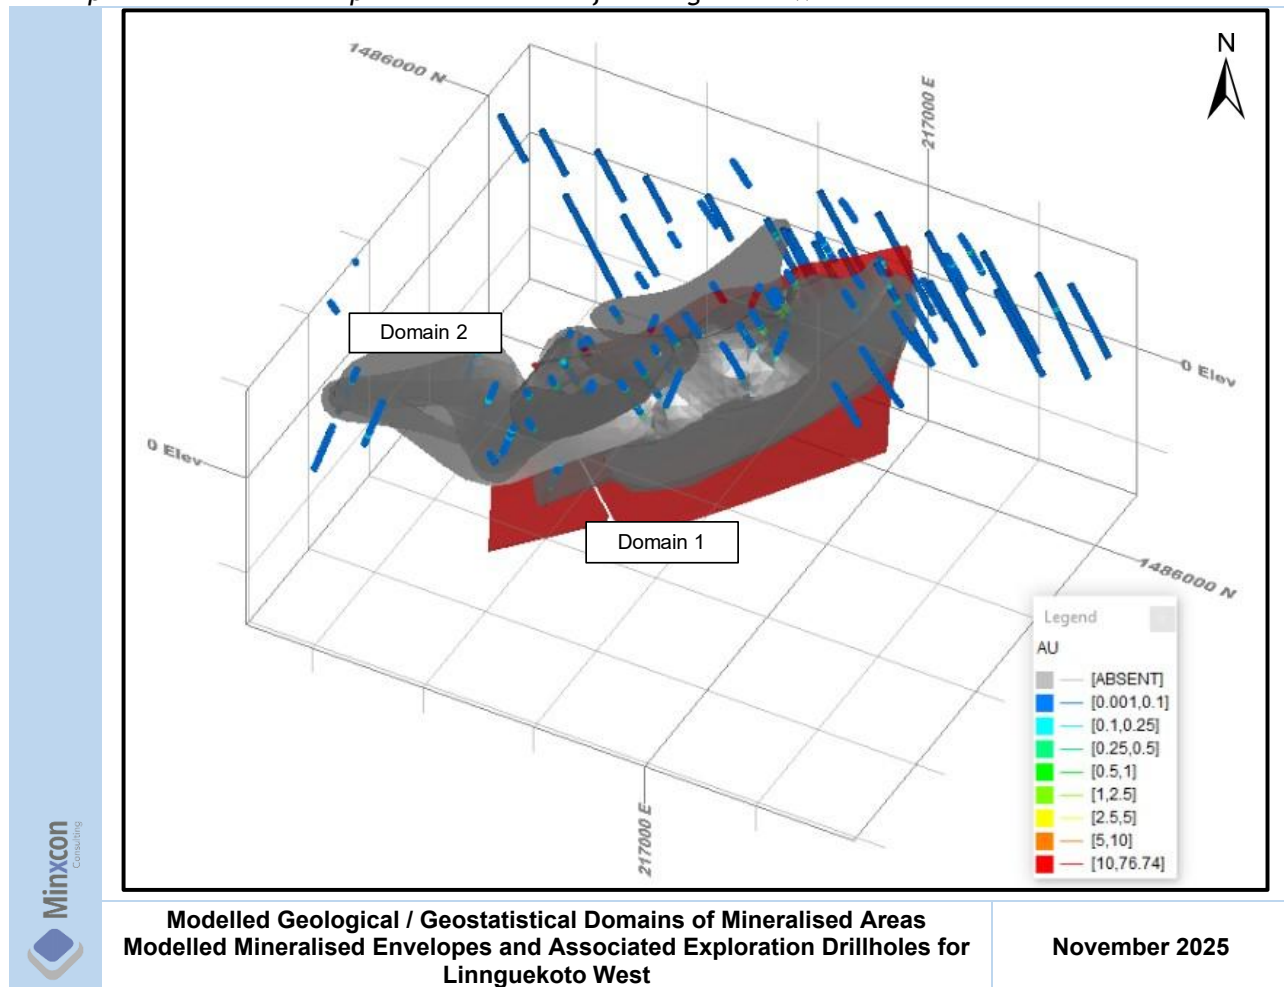 1486000 N
217000 E
N
Domain 2
0 Elev
0 Elev
Domain 1
1486000 N
217000 E
Legend
AU
[ABSENT]
[0.001,0.1]
[0.1,0.25]
[0.25,0.5]
[0.5,1]
[1,2.5]
[2.5,5]
[5,10]
[10,76.74]
Minxcon
Consulting
Modelled Geological / Geostatistical Domains of Mineralised Areas
Modelled Mineralised Envelopes and Associated Exploration Drillholes for
Linnguekoto West
November 2025